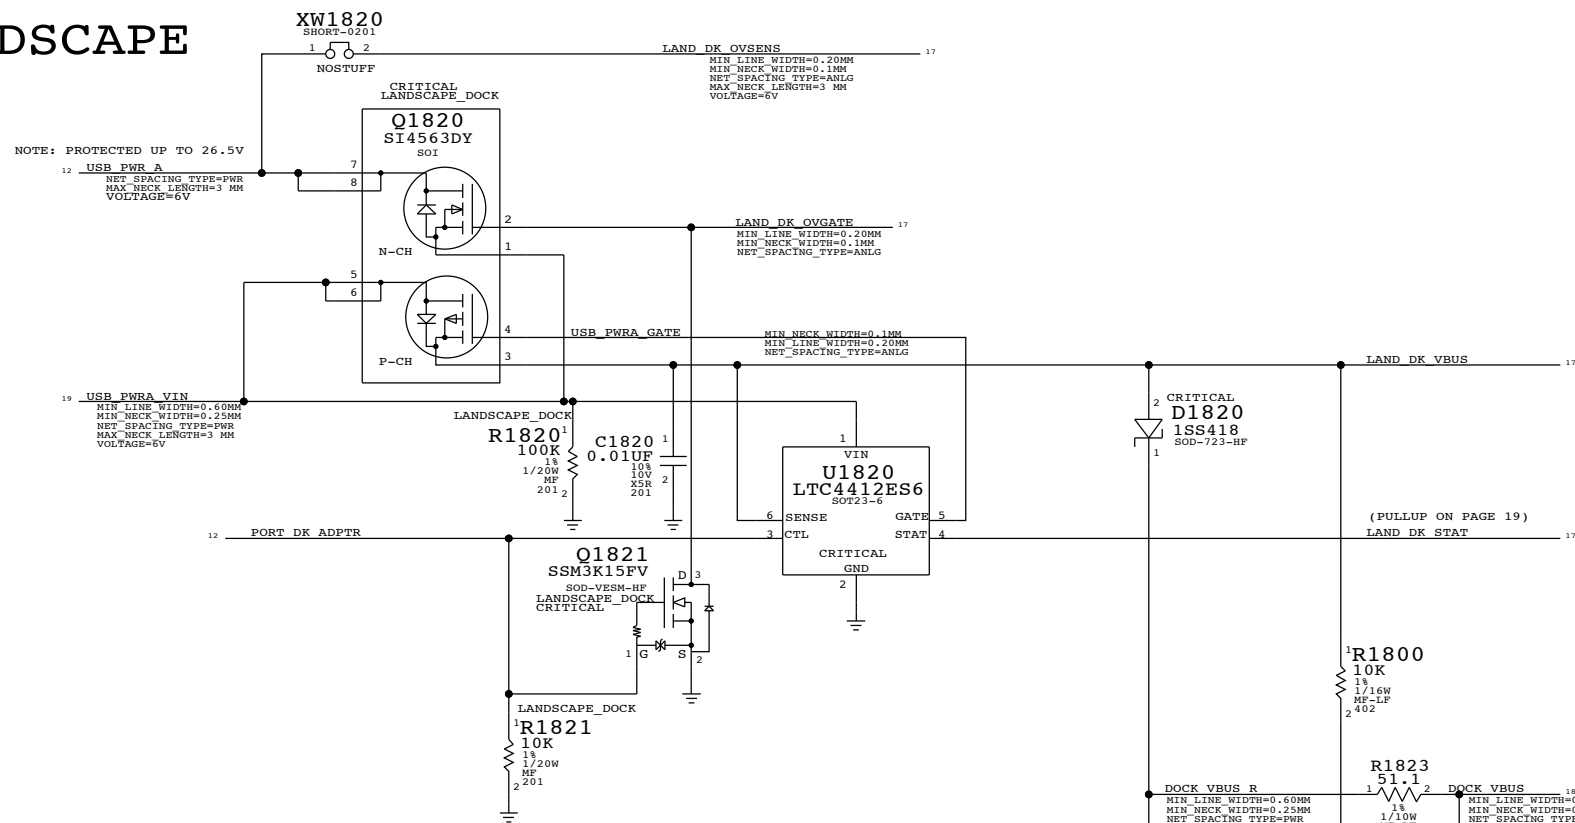 DSCAPE
XW1820
SHORT-0201
1 2
NOSTUFF
LAND_DK_OVSENS 17
MIN_LINE_WIDTH=0.20MM
MIN_NECK_WIDTH=0.1MM
NET_SPACING_TYPE=ANLG
MAX_NECK_LENGTH=3 MM
VOLTAGE=6V
CRITICAL
LANDSCAPE_DOCK
Q1820
SI4563DY
SOI
NOTE: PROTECTED UP TO 26.5V
12 USB_PWR_A
NET_SPACING_TYPE=PWR
MAX_NECK_LENGTH=3 MM
VOLTAGE=6V
7
8
2
1
N-CH
LAND_DK_OVGATE 17
MIN_LINE_WIDTH=0.20MM
MIN_NECK_WIDTH=0.1MM
NET_SPACING_TYPE=ANLG
5
6
4
3
P-CH
USB_PWRA_GATE
MIN_NECK_WIDTH=0.1MM
MIN_LINE_WIDTH=0.20MM
NET_SPACING_TYPE=ANLG
LAND_DK_VBUS 17
19 USB_PWRA_VIN
MIN_LINE_WIDTH=0.60MM
MIN_NECK_WIDTH=0.25MM
NET_SPACING_TYPE=PWR
MAX_NECK_LENGTH=3 MM
VOLTAGE=6V
LANDSCAPE_DOCK
R1820 1
100K
1%
1/20W
MF
201 2
C1820 1
0.01UF
10%
10V
X5R 2
201
1
VIN
U1820
LTC4412ES6
SOT23-6
6 SENSE GATE 5
3 CTL STAT 4
CRITICAL
GND
2
2 CRITICAL
D1820
1SS418
SOD-723-HF
1
(PULLUP ON PAGE 19)
LAND_DK_STAT 17
12 PORT_DK_ADPTR
Q1821
SSM3K15FV
SOD-VESM-HF
LANDSCAPE_DOCK
CRITICAL
D 3
1 G S 2
LANDSCAPE_DOCK
1 R1821
10K
1%
1/20W
MF
2 201
1 R1800
10K
1%
1/16W
MF-LF
2 402
R1823
51.1
1 2
1%
1/10W
DOCK_VBUS_R
MIN_LINE_WIDTH=0.60MM
MIN_NECK_WIDTH=0.25MM
NET_SPACING_TYPE=PWR
DOCK_VBUS 18
MIN_LINE_WIDTH=0
MIN_NECK_WIDTH=0
NET_SPACING_TYPE